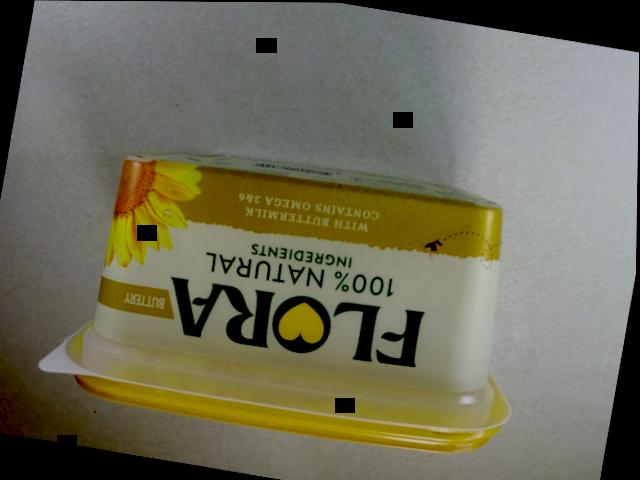 FLORA
100% NATURAL
INGREDIENTS
BUTTERY
WITH BUTTERMILK
CONTAINS OMEGA 3&6